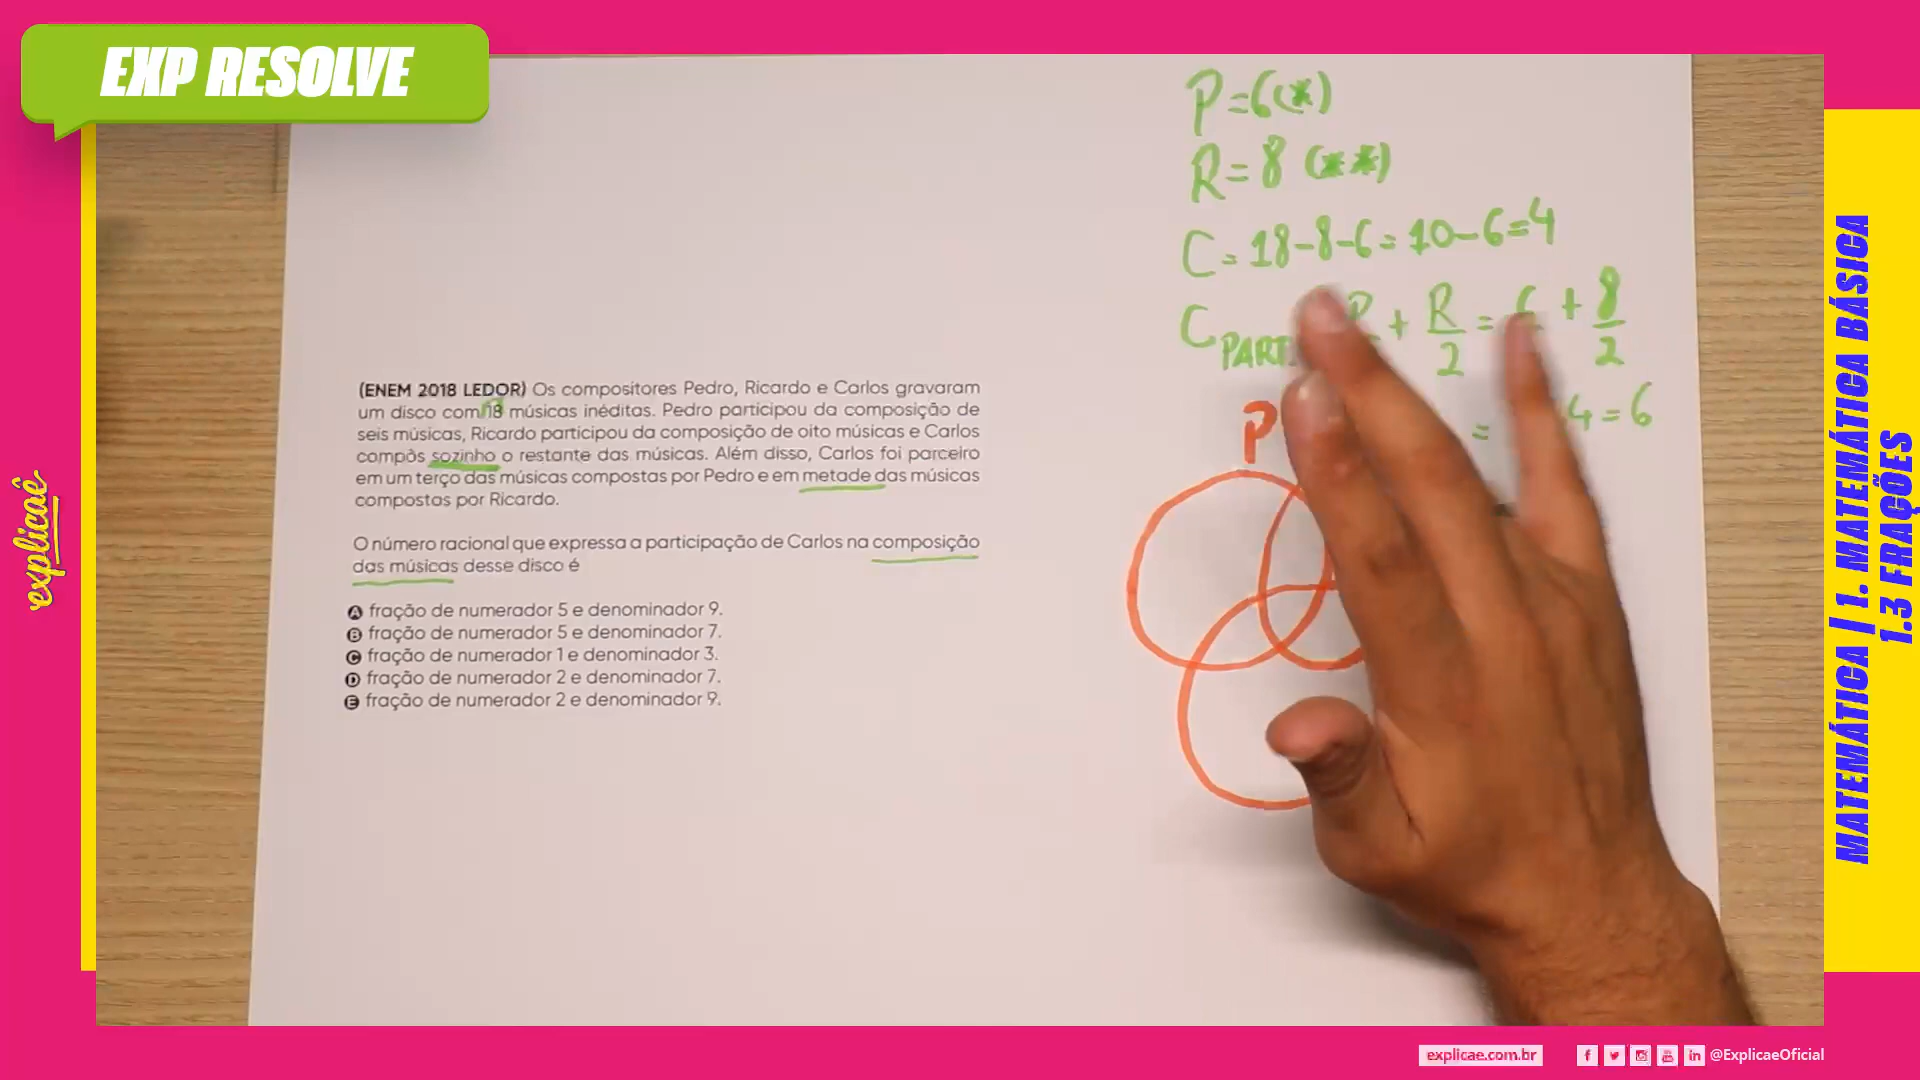 EXP RESOLVE
P=6(*)
R=8 (**)
C=18-8-6=10-6=4
C + R/2 = + 8/2
= 4=6
P
(ENEM 2018 LEDOR) Os compositores Pedro, Ricardo e Carlos gravaram
um disco com 18 músicas inéditas. Pedro participou da composição de
seis músicas, Ricardo participou da composição de oito músicas e Carlos
compôs sozinho o restante das músicas. Além disso, Carlos foi parceiro
em um terço das músicas compostas por Pedro e em metade das músicas
compostas por Ricardo.
O número racional que expressa a participação de Carlos na composição
das músicas desse disco é
A fração de numerador 5 e denominador 9.
B fração de numerador 5 e denominador 7.
C fração de numerador 1 e denominador 3.
D fração de numerador 2 e denominador 7.
E fração de numerador 2 e denominador 9.
explicaê
MATEMÁTICA | 1. MATEMÁTICA BÁSICA
1.3 FRAÇÕES
explicae.com.br
@ExplicaeOficial